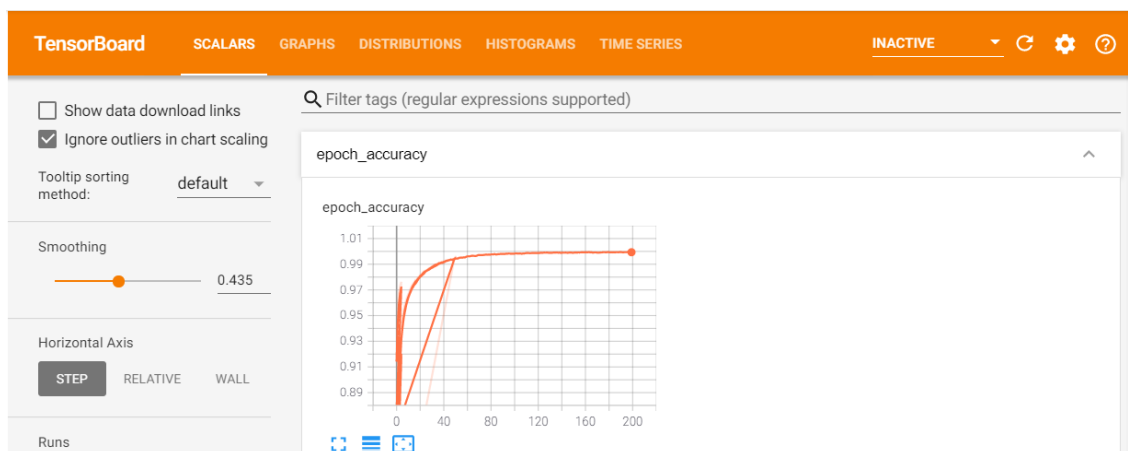 TensorBoard SCALARS GRAPHS DISTRIBUTIONS HISTOGRAMS TIME SERIES INACTIVE
Show data download links
Ignore outliers in chart scaling
Tooltip sorting
method:
default
Smoothing
0.435
Horizontal Axis
STEP RELATIVE WALL
Runs
Filter tags (regular expressions supported)
epoch_accuracy
epoch_accuracy
1.01
0.99
0.97
0.95
0.93
0.91
0.89
0 40 80 120 160 200